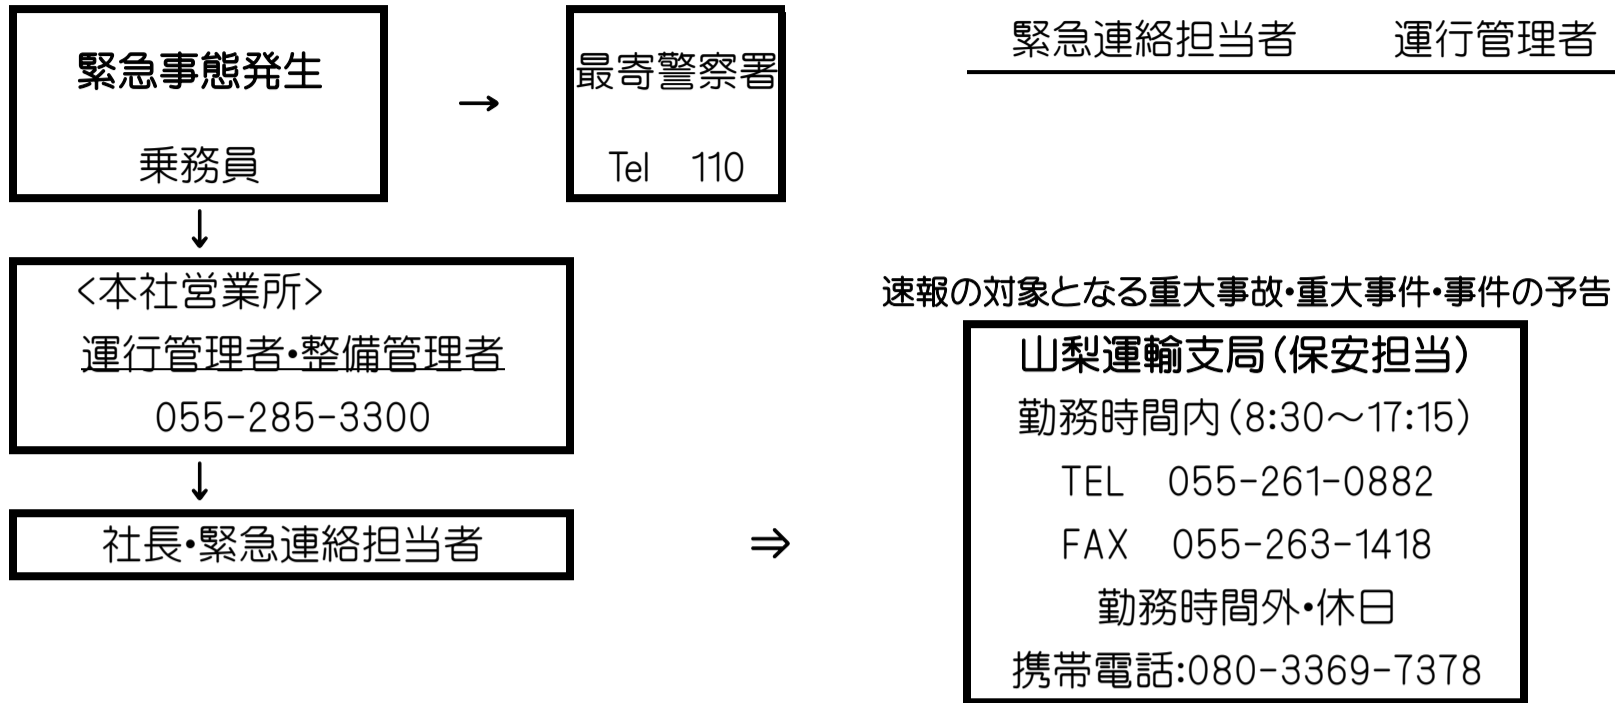 緊急事態発生
乗務員
→
最寄警察署
Tel　110
緊急連絡担当者　運行管理者
↓
<本社営業所>
運行管理者・整備管理者
055-285-3300
↓
社長・緊急連絡担当者
⇒
速報の対象となる重大事故・重大事件・事件の予告
山梨運輸支局(保安担当)
勤務時間内(8:30～17:15)
TEL　055-261-0882
FAX　055-263-1418
勤務時間外・休日
携帯電話:080-3369-7378